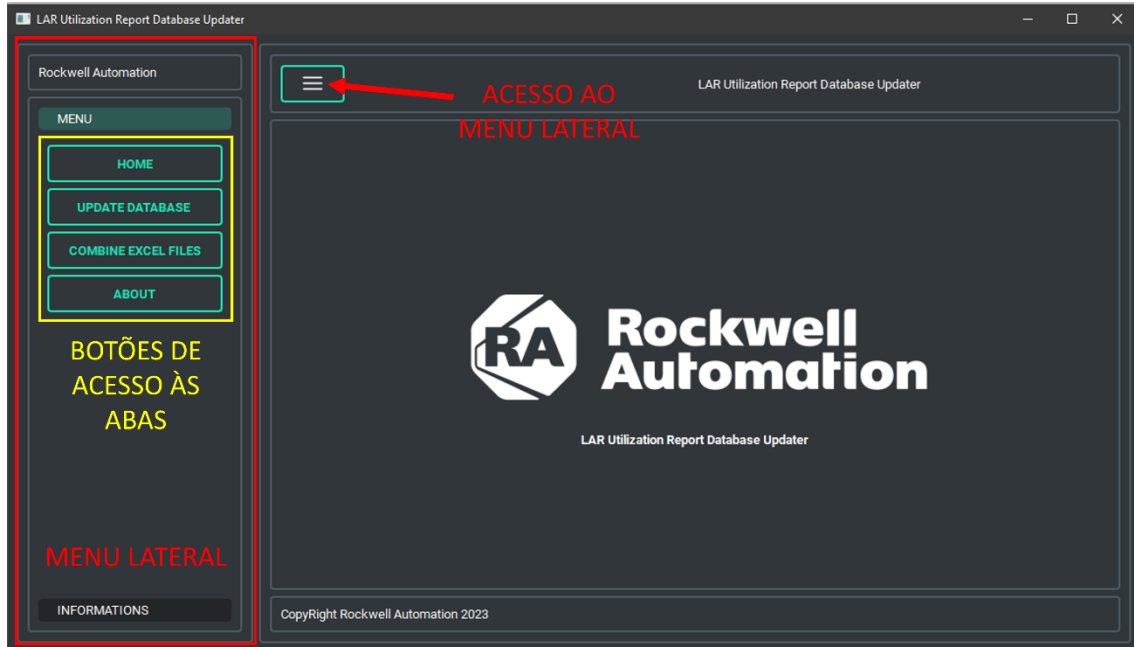 LAR Utilization Report Database Updater
Rockwell Automation
MENU
HOME
UPDATE DATABASE
COMBINE EXCEL FILES
ABOUT
BOTÕES DE
ACESSO ÀS
ABAS
MENU LATERAL
INFORMATIONS
ACESSO AO
MENU LATERAL
LAR Utilization Report Database Updater
RA
Rockwell
Automation
LAR Utilization Report Database Updater
CopyRight Rockwell Automation 2023